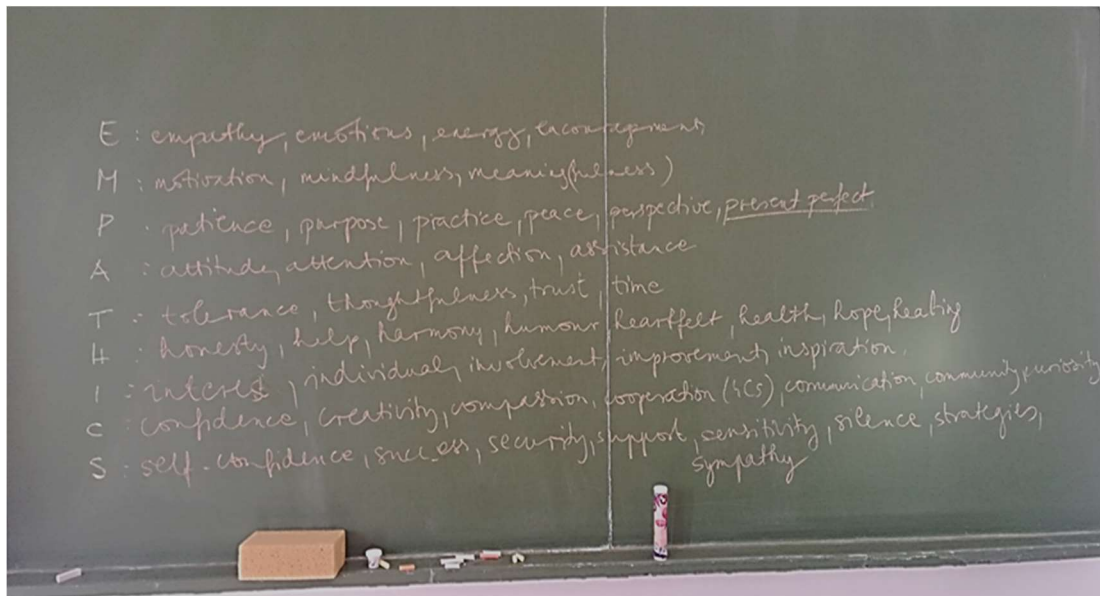 E : empathy, emotions, energy, encouragement,
M : motivation, mindfulness, meaning(fulness)
P : patience, purpose, practice, peace, perspective, present perfect
A : attitude, attention, affection, assistance
T : tolerance, thoughtfulness, trust, time
H : honesty, help, harmony, humour, heartfelt, health, hope, healing
I : interest, individual, involvement, improvement, inspiration.
C : confidence, creativity, compassion, cooperation (4Cs), communication, community, curiosity
S : self-confidence, success, security, support, sensitivity, silence, strategies,
sympathy